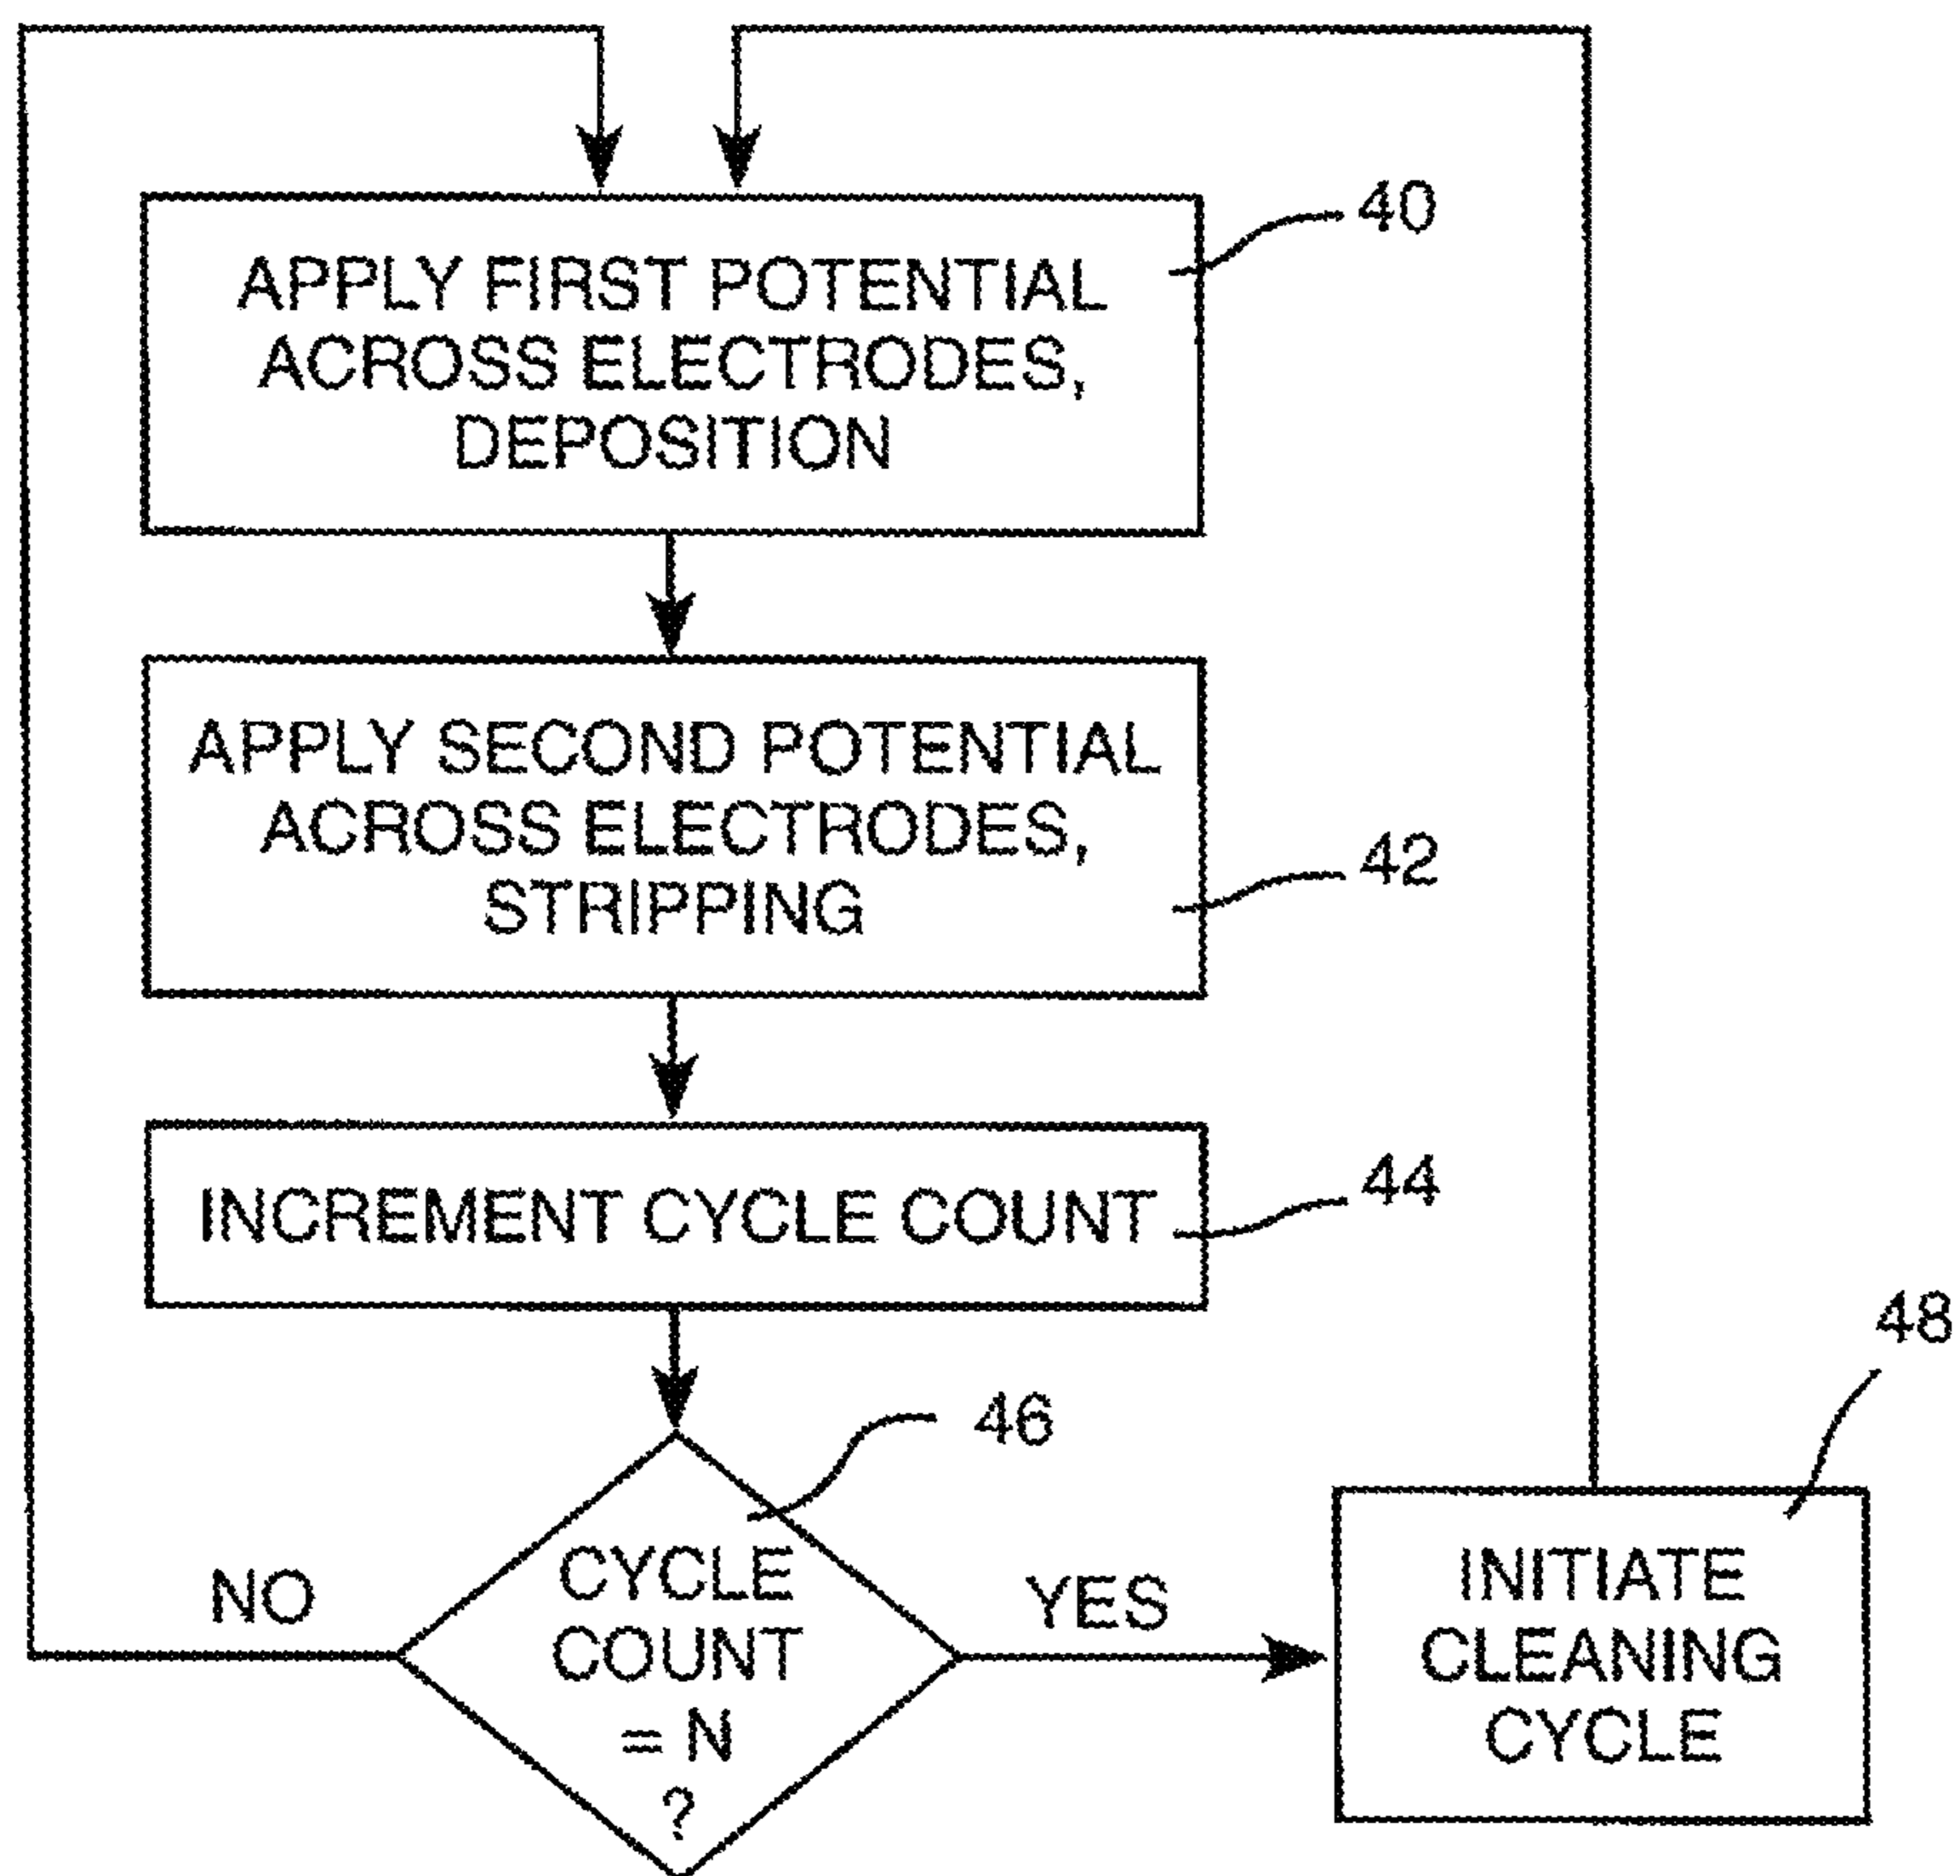 APPLY FIRST POTENTIAL
ACROSS ELECTRODES,
DEPOSITION
40
APPLY SECOND POTENTIAL
ACROSS ELECTRODES,
STRIPPING
42
INCREMENT CYCLE COUNT
44
46
CYCLE
COUNT
= N
?
NO
YES
48
INITIATE
CLEANING
CYCLE